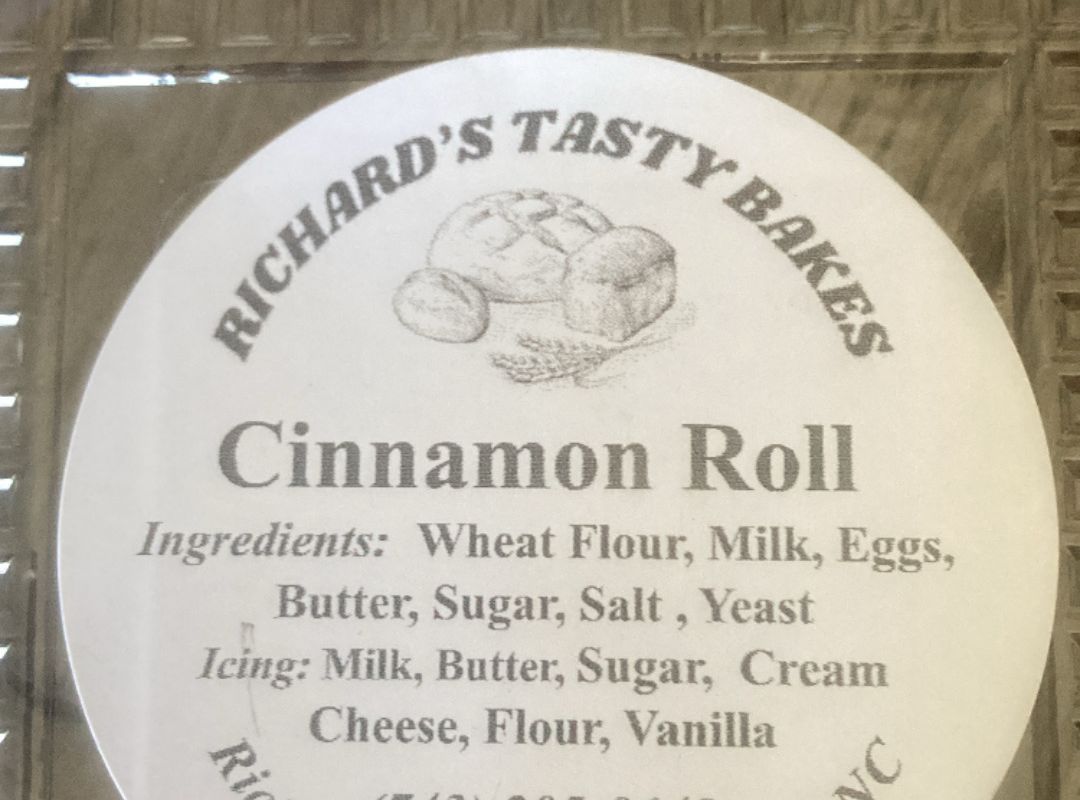 RICHARD'S TASTY BAKES
Cinnamon Roll
Ingredients: Wheat Flour, Milk, Eggs,
Butter, Sugar, Salt , Yeast
Icing: Milk, Butter, Sugar, Cream
Cheese, Flour, Vanilla